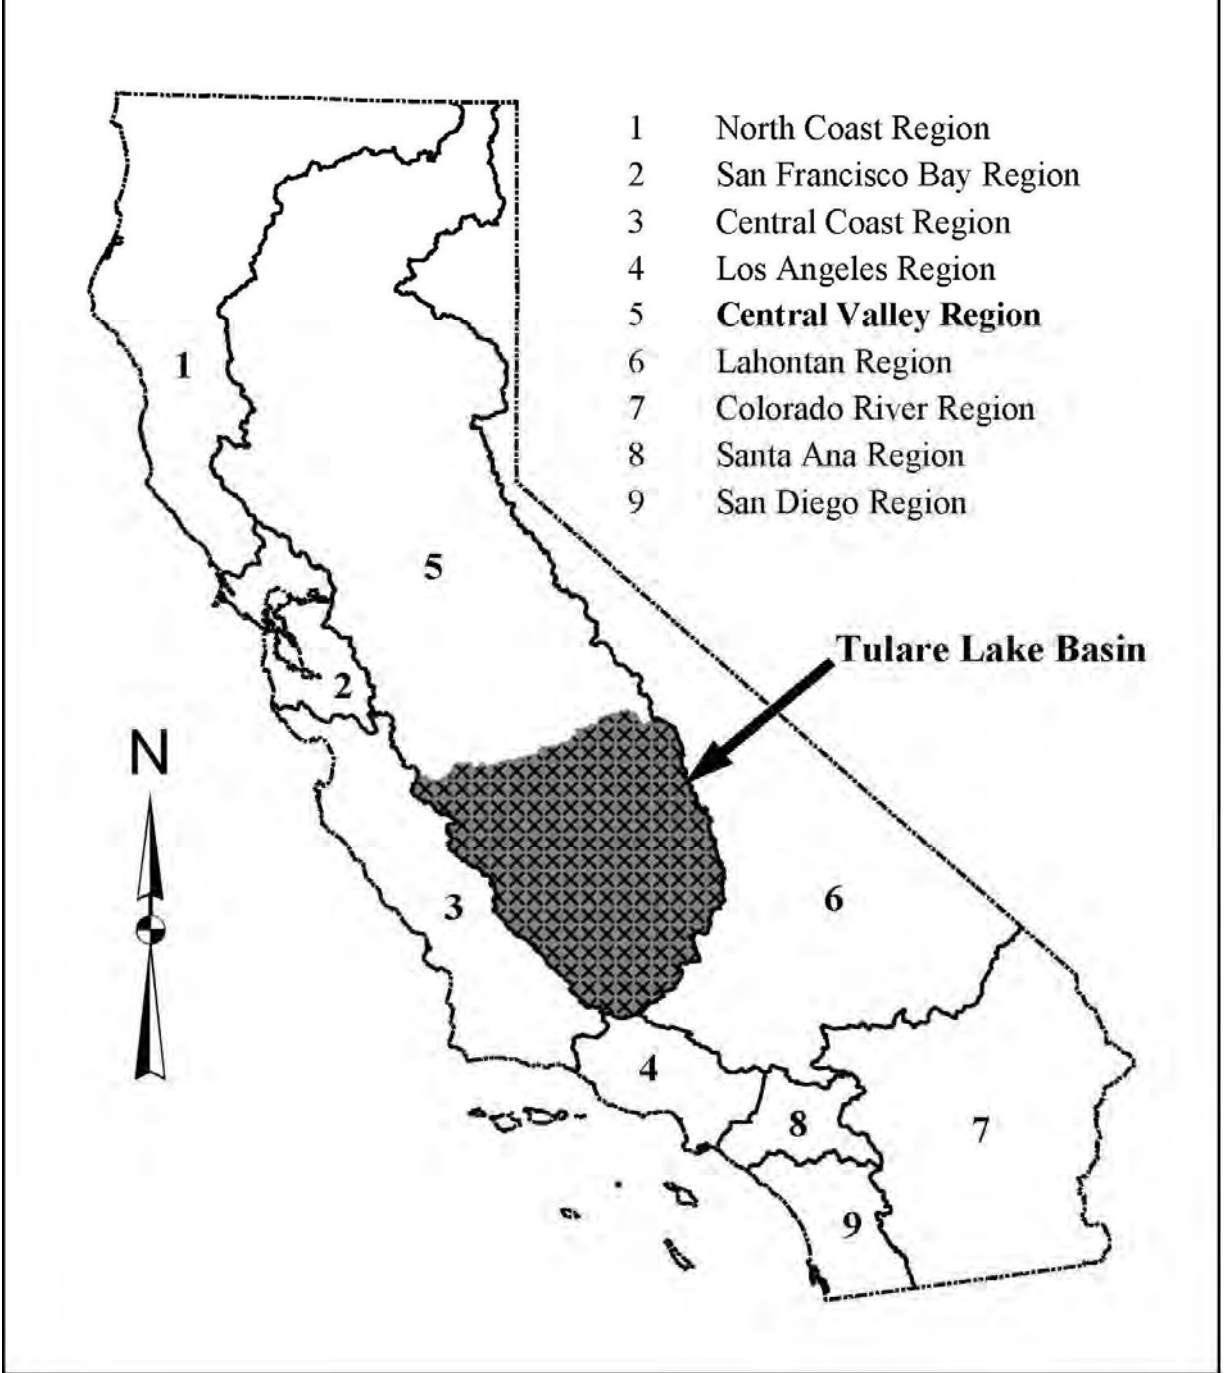 1 North Coast Region
2 San Francisco Bay Region
3 Central Coast Region
4 Los Angeles Region
5 Central Valley Region
6 Lahontan Region
7 Colorado River Region
8 Santa Ana Region
9 San Diego Region
1
5
Tulare Lake Basin
2
N
3
6
4
8
7
9